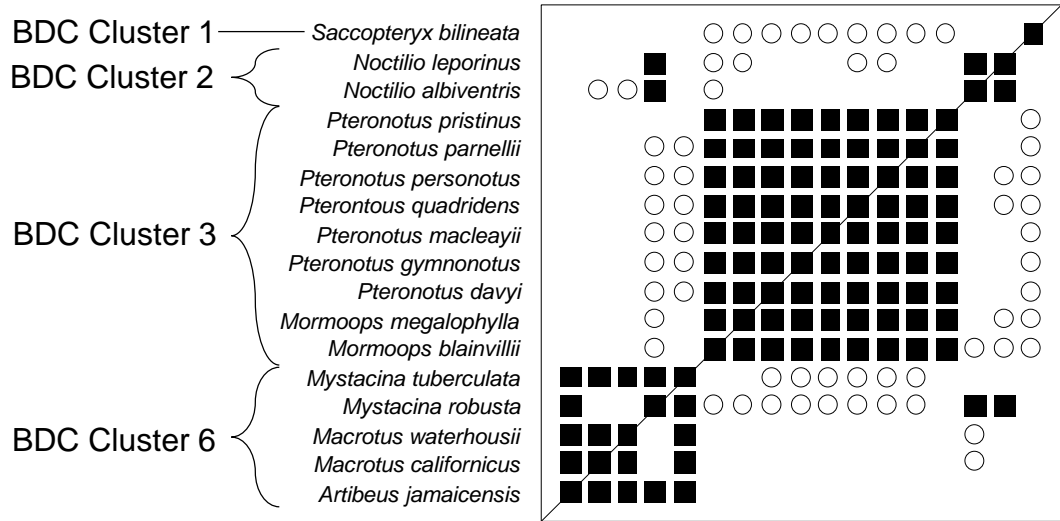 BDC Cluster 1
Saccopteryx bilineata
BDC Cluster 2
Noctilio leporinus
Noctilio albiventris
BDC Cluster 3
Pteronotus pristinus
Pteronotus parnellii
Pteronotus personotus
Pterontous quadridens
Pteronotus macleayii
Pteronotus gymnonotus
Pteronotus davyi
Mormoops megalophylla
Mormoops blainvillii
BDC Cluster 6
Mystacina tuberculata
Mystacina robusta
Macrotus waterhousii
Macrotus californicus
Artibeus jamaicensis